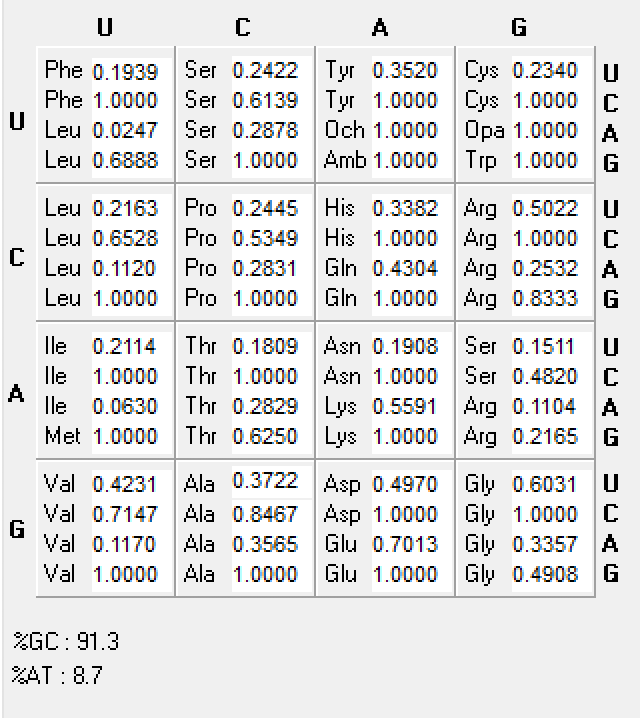 U C A G
Phe 0.1939 Ser 0.2422 Tyr 0.3520 Cys 0.2340 U
Phe 1.0000 Ser 0.6139 Tyr 1.0000 Cys 1.0000 C
U
Leu 0.0247 Ser 0.2878 Och 1.0000 Opa 1.0000 A
Leu 0.6888 Ser 1.0000 Amb 1.0000 Trp 1.0000 G
Leu 0.2163 Pro 0.2445 His 0.3382 Arg 0.5022 U
Leu 0.6528 Pro 0.5349 His 1.0000 Arg 1.0000 C
C
Leu 0.1120 Pro 0.2831 Gln 0.4304 Arg 0.2532 A
Leu 1.0000 Pro 1.0000 Gln 1.0000 Arg 0.8333 G
Ile 0.2114 Thr 0.1809 Asn 0.1908 Ser 0.1511 U
Ile 1.0000 Thr 1.0000 Asn 1.0000 Ser 0.4820 C
A
Ile 0.0630 Thr 0.2829 Lys 0.5591 Arg 0.1104 A
Met 1.0000 Thr 0.6250 Lys 1.0000 Arg 0.2165 G
Val 0.4231 Ala 0.3722 Asp 0.4970 Gly 0.6031 U
Val 0.7147 Ala 0.8467 Asp 1.0000 Gly 1.0000 C
G
Val 0.1170 Ala 0.3565 Glu 0.7013 Gly 0.3357 A
Val 1.0000 Ala 1.0000 Glu 1.0000 Gly 0.4908 G
%GC : 91.3
%AT : 8.7